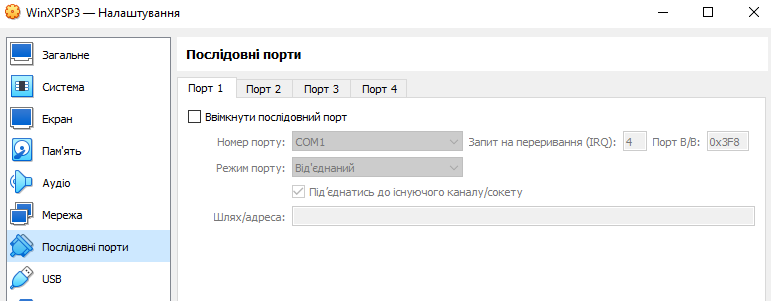 WinXPSP3 — Налаштування
Загальне
Система
Екран
Пам'ять
Аудіо
Мережа
Послідовні порти
USB
Послідовні порти
Порт 1 Порт 2 Порт 3 Порт 4
Ввімкнути послідовний порт
Номер порту: COM1 Запит на переривання (IRQ): 4 Порт В/В: 0x3F8
Режим порту: Від'єднаний
Під’єднатись до існуючого каналу/сокету
Шлях/адреса: